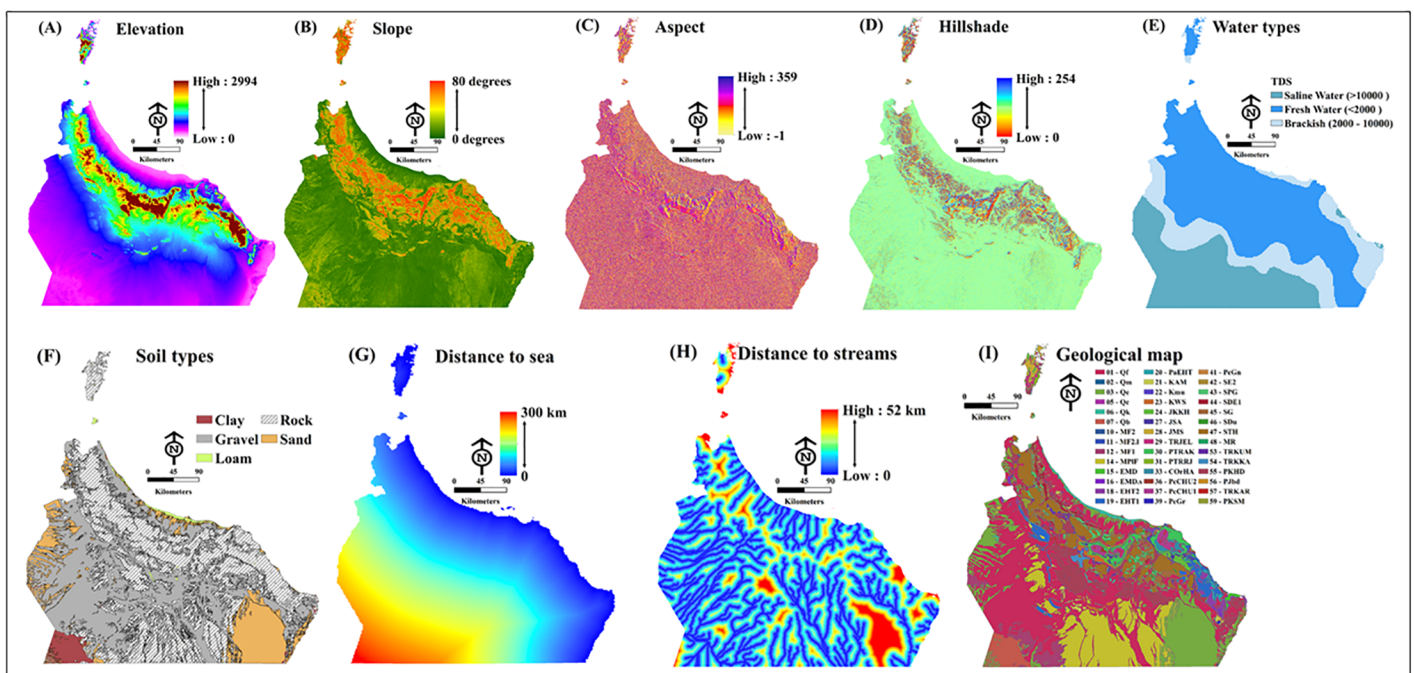 (A) Elevation
High : 2994
Low : 0
N
0 45 90
Kilometers
(B) Slope
80 degrees
0 degrees
N
0 45 90
Kilometers
(C) Aspect
High : 359
Low : -1
N
0 45 90
Kilometers
(D) Hillshade
High : 254
Low : 0
N
0 45 90
Kilometers
(E) Water types
TDS
Saline Water (>10000 )
Fresh Water (<2000 )
Brackish (2000 - 10000)
N
0 45 90
Kilometers
(F) Soil types
Clay Rock
Gravel Sand
Loam
N
0 45 90
Kilometers
(G) Distance to sea
300 km
0
N
0 45 90
Kilometers
(H) Distance to streams
High : 52 km
Low : 0
N
0 45 90
Kilometers
(I) Geological map
N
0 45 90
Kilometers
01 - Qf 20 - PaEHT 41 - PcGn
02 - Qm 21 - KAM 42 - SE2
03 - Qe 22 - Kmu 43 - SPG
05 - Qc 23 - KWS 44 - SDE1
06 - Qk 24 - JKKH 45 - SG
07 - Qb 27 - JSA 46 - SDu
10 - MF2 28 - JMS 47 - STH
11 - MF2J 29 - TRJEL 48 - MR
12 - MF1 30 - PTRAK 53 - TRKUM
14 - MPIF 31 - PTRRJ 54 - TRKKA
15 - EMD 33 - COrHA 55 - PKHD
16 - EMDA 36 - PcCHU2 56 - PJbd
18 - EHT2 37 - PcCHU1 57 - TRKAR
19 - EHT1 39 - PcGr 59 - PKSM